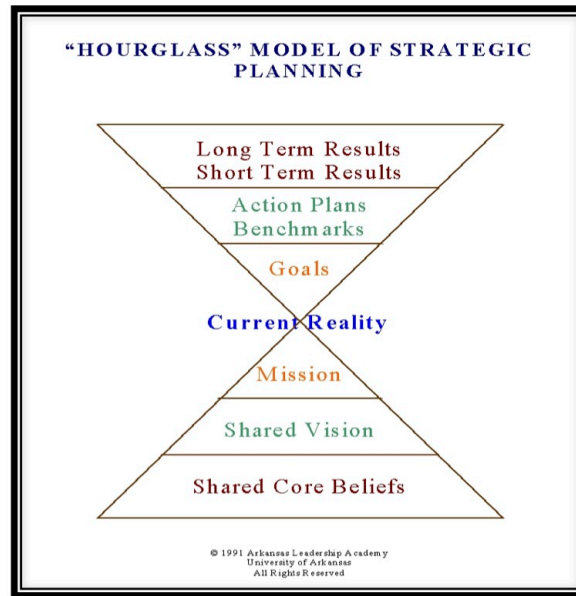 “HOURGLASS” MODEL OF STRATEGIC
PLANNING
Long Term Results
Short Term Results
Action Plans
Benchmarks
Goals
Current Reality
Mission
Shared Vision
Shared Core Beliefs
© 1991 Arkansas Leadership Academy
University of Arkansas
All Rights Reserved